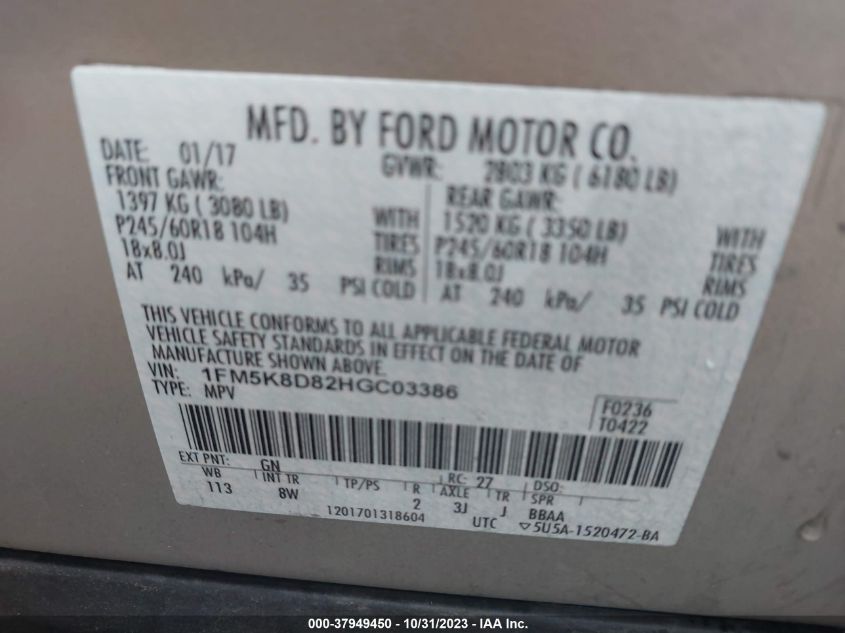 MFD. BY FORD MOTOR CO.
DATE: 01/17 GVWR: 2803 KG ( 6180 LB)
FRONT GAWR: REAR GAWR:
1397 KG ( 3080 LB) WITH 1520 KG ( 3350 LB) WITH
P245/60R18 104H TIRES P245/60R18 104H TIRES
18x8.0J RIMS 18x8.0J RIMS
AT 240 kPa/ 35 PSI COLD AT 240 kPa/ 35 PSI COLD
THIS VEHICLE CONFORMS TO ALL APPLICABLE FEDERAL MOTOR
VEHICLE SAFETY STANDARDS IN EFFECT ON THE DATE OF
MANUFACTURE SHOWN ABOVE.
VIN: 1FM5K8D82HGC03386
TYPE: MPV
F0236
T0422
EXT PNT: GN RC: 27 DSO:
WB INT TR TP/PS R AXLE TR SPR
113 8W 2 3J J BBAA
1201701318604 UTC ▽5U5A-1520472-BA
000-37949450 - 10/31/2023 - IAA Inc.